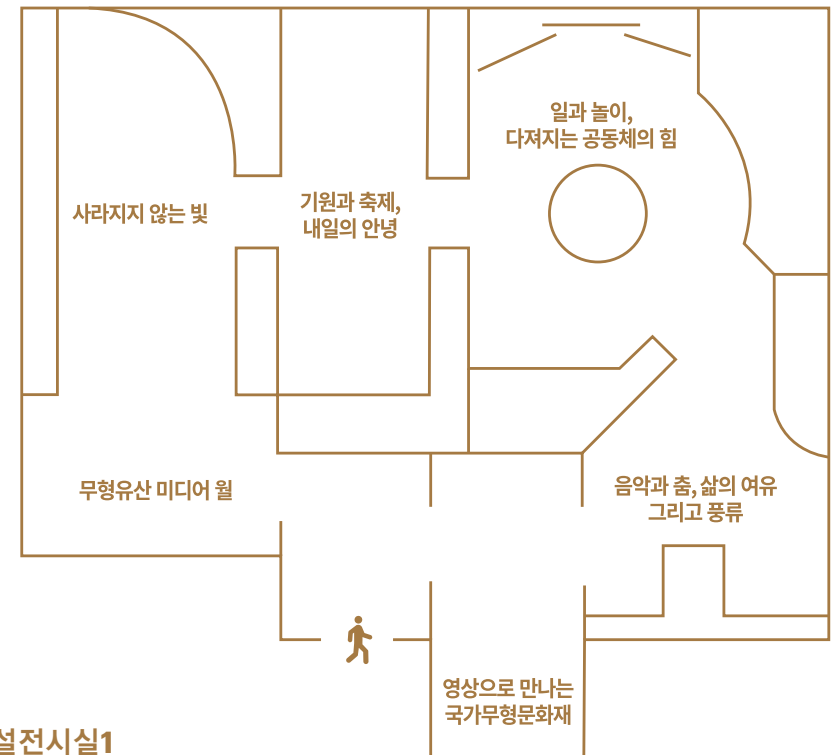 일과 놀이,
다져지는 공동체의 힘
사라지지 않는 빛
기원과 축제,
내일의 안녕
무형유산 미디어 월
음악과 춤, 삶의 여유
그리고 풍류
영상으로 만나는
국가무형문화재
설전시실1